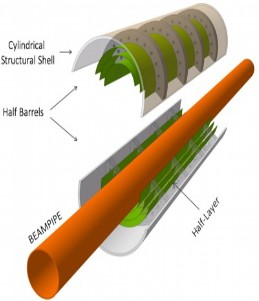 Cylindrical
Structural Shell
Half Barrels
BEAMPIPE
Half-Layer